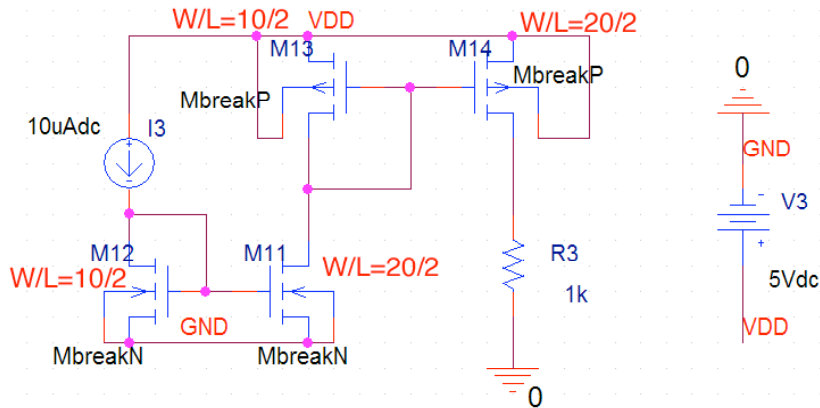 W/L=10/2
VDD
W/L=20/2
M13
M14
MbreakP
MbreakP
0
10uAdc
I3
GND
V3
M12
M11
W/L=10/2
W/L=20/2
R3
1k
5Vdc
GND
VDD
MbreakN
MbreakN
0